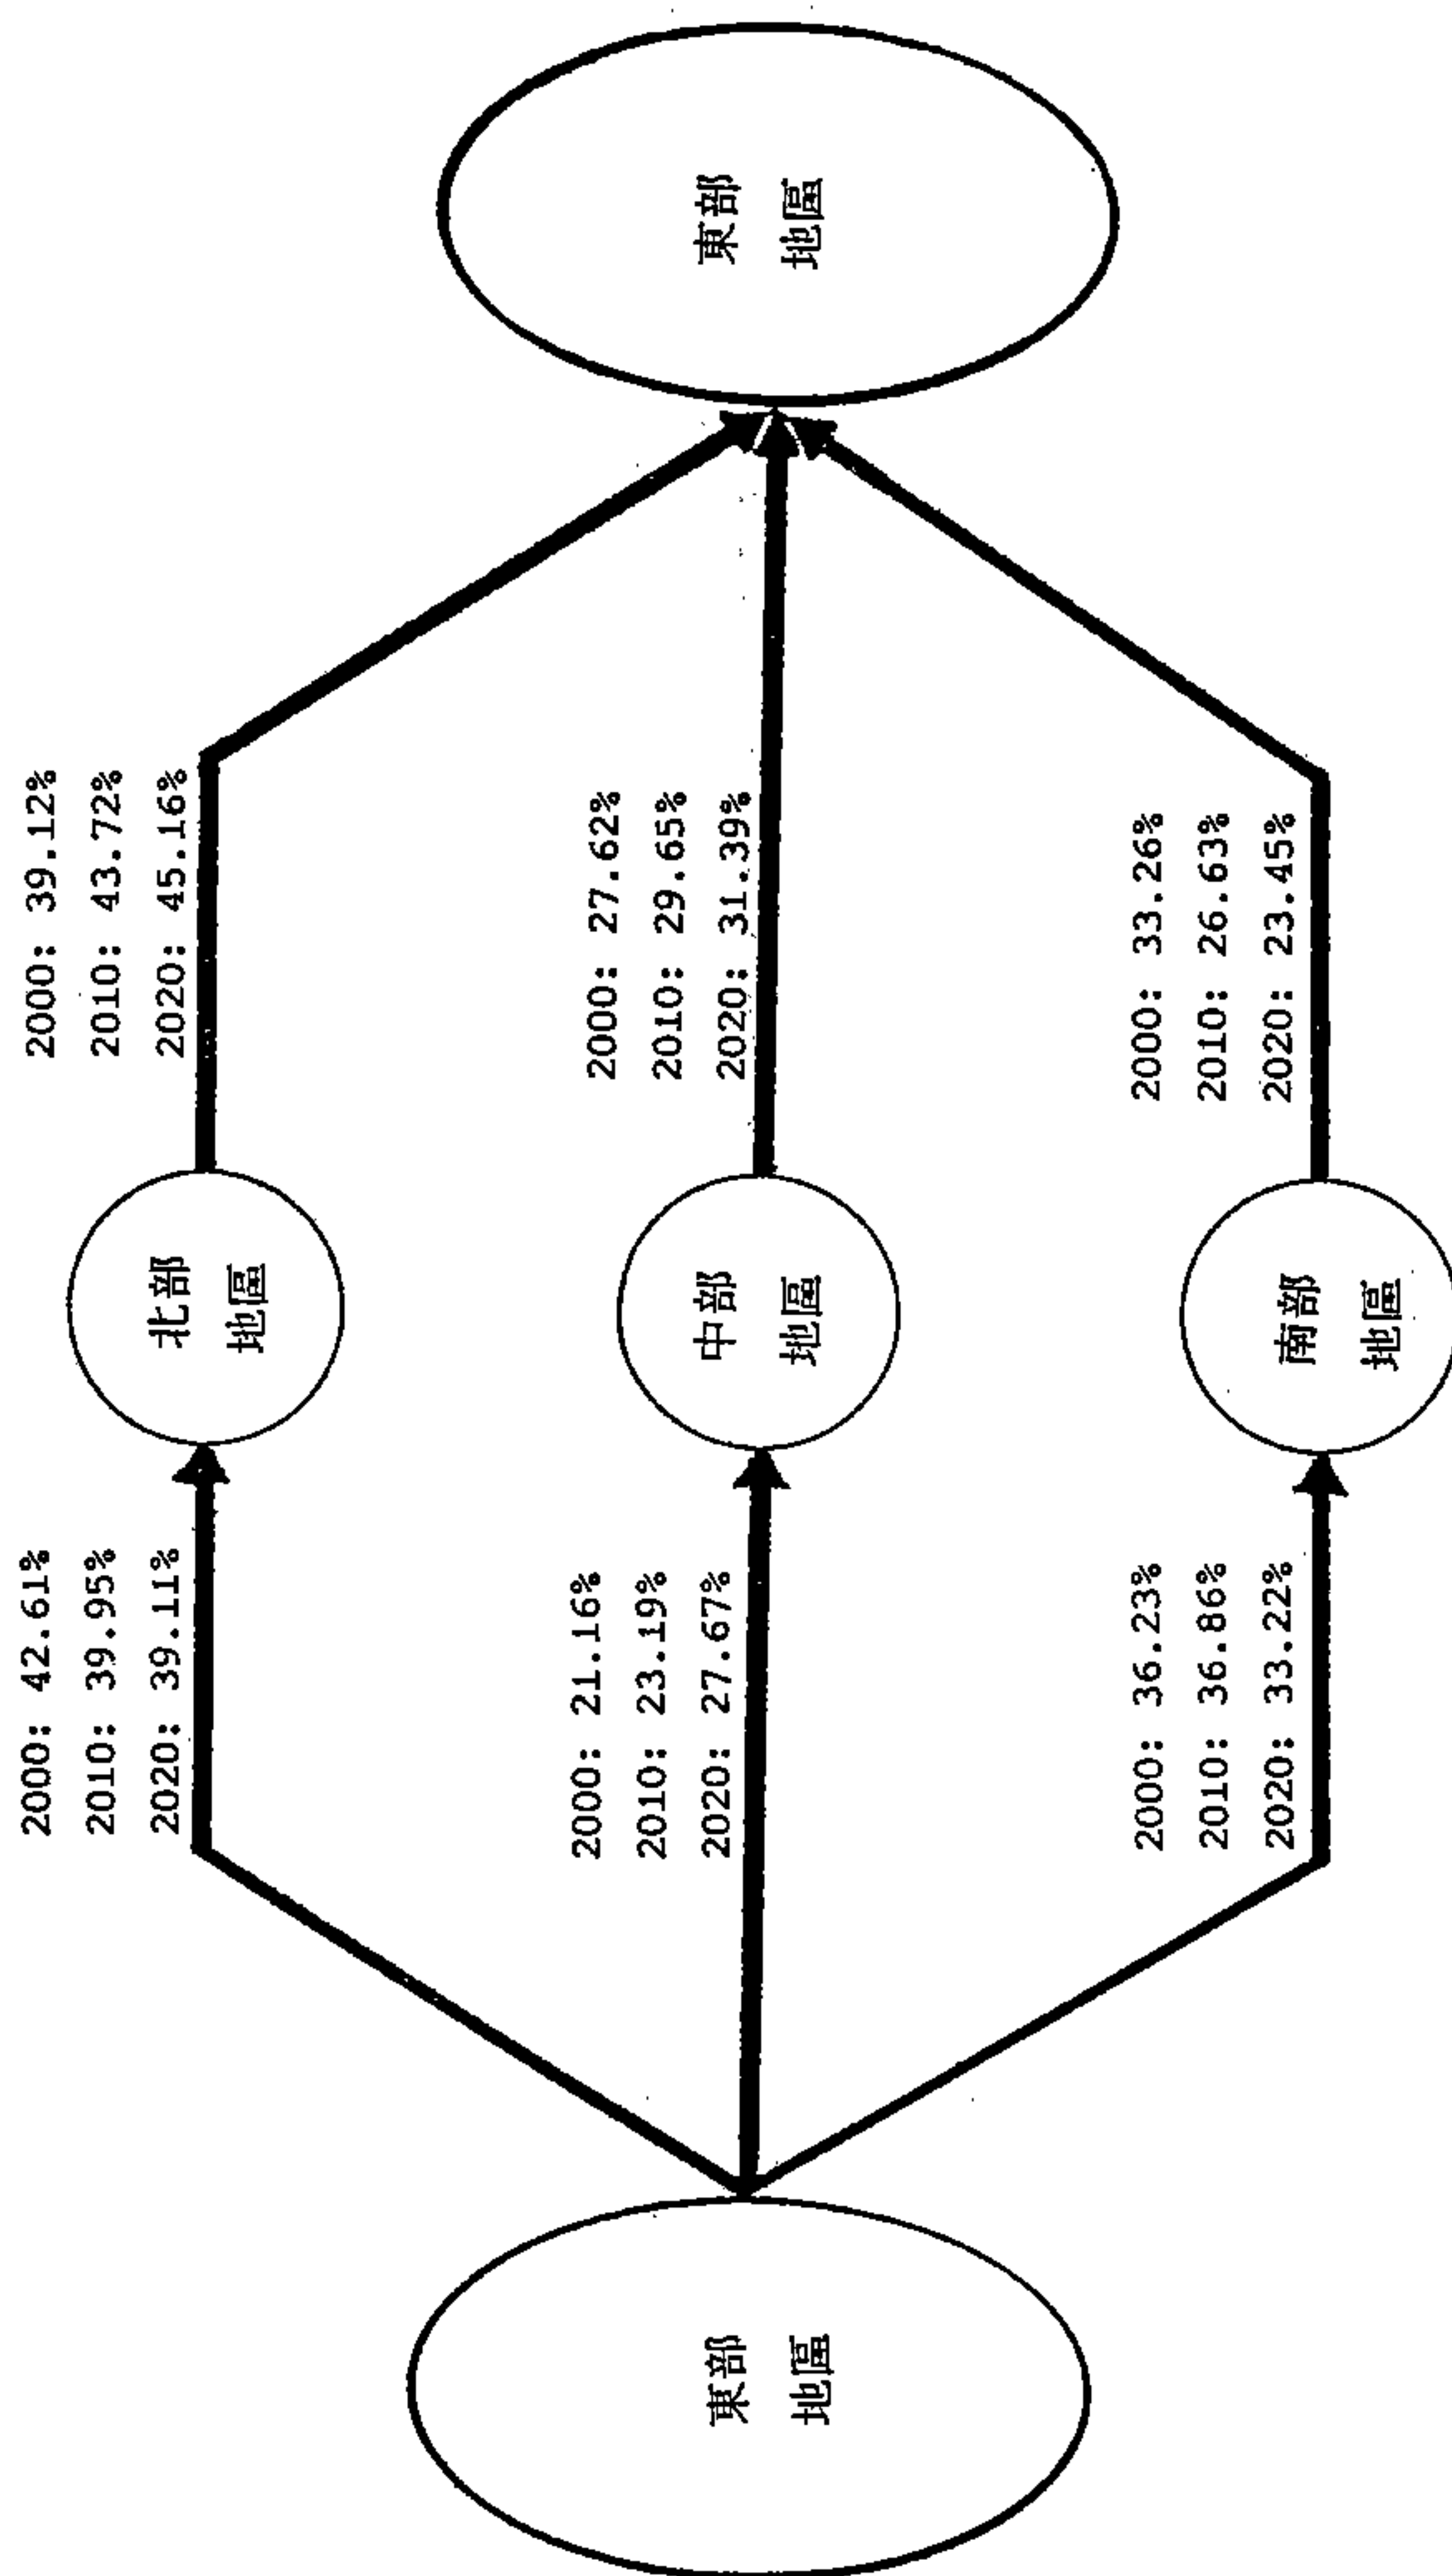 東部
地區
2000: 42.61%
2010: 39.95%
2020: 39.11%
2000: 21.16%
2010: 23.19%
2020: 27.67%
2000: 36.23%
2010: 36.86%
2020: 33.22%
北部
地區
中部
地區
南部
地區
2000: 39.12%
2010: 43.72%
2020: 45.16%
2000: 27.62%
2010: 29.65%
2020: 31.39%
2000: 33.26%
2010: 26.63%
2020: 23.45%
東部
地區